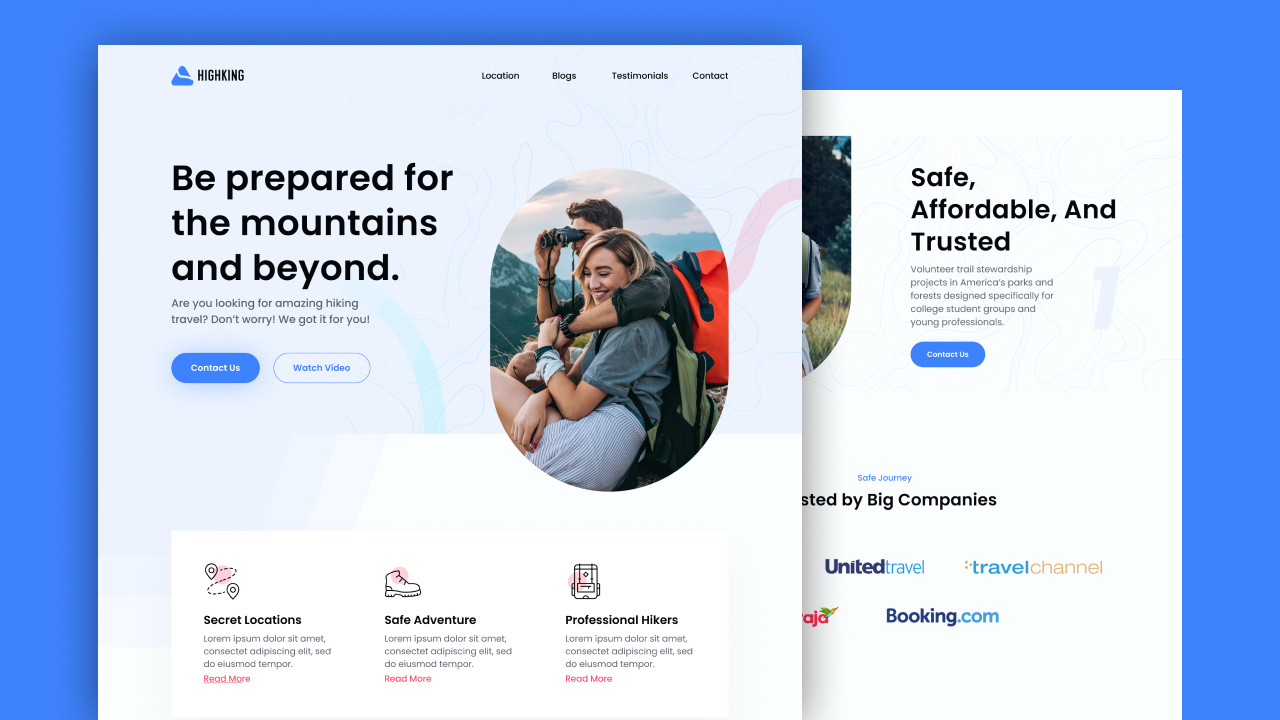 HIGHKING
Location Blogs Testimonials Contact
Be prepared for
the mountains
and beyond.
Are you looking for amazing hiking
travel? Don't worry! We got it for you!
Contact Us Watch Video
Secret Locations
Lorem ipsum dolor sit amet,
consectet adipiscing elit, sed
do eiusmod tempor.
Read More
Safe Adventure
Lorem ipsum dolor sit amet,
consectet adipiscing elit, sed
do eiusmod tempor.
Read More
Professional Hikers
Lorem ipsum dolor sit amet,
consectet adipiscing elit, sed
do eiusmod tempor.
Read More
Safe,
Affordable, And
Trusted
Volunteer trail stewardship
projects in America's parks and
forests designed specifically for
college student groups and
young professionals.
1
Contact Us
Safe Journey
sted by Big Companies
Unitedtravel travelchannel
aja Booking.com